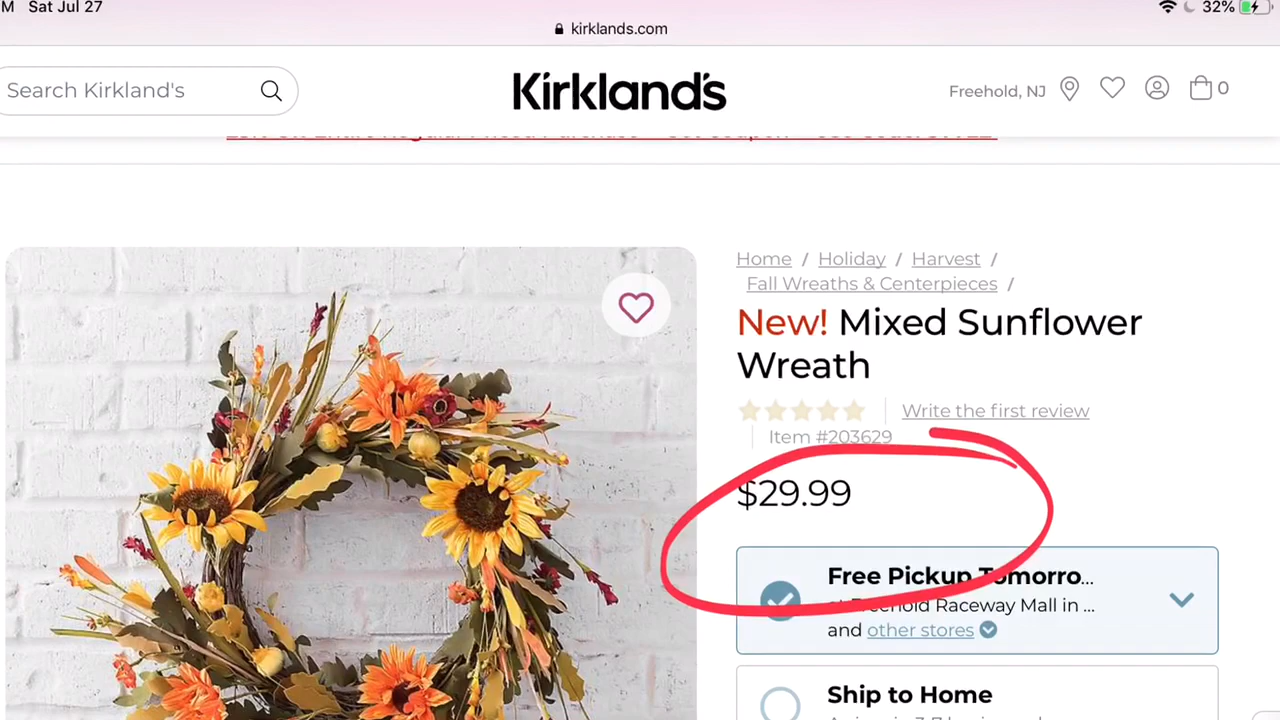 M Sat Jul 27
32%
kirklands.com
Search Kirkland's
Kirkland's
Freehold, NJ
0
Home / Holiday / Harvest /
Fall Wreaths & Centerpieces /
New! Mixed Sunflower
Wreath
Write the first review
Item #203629
$29.99
Free Pickup Tomorro...
at Freehold Raceway Mall in ...
and other stores
Ship to Home